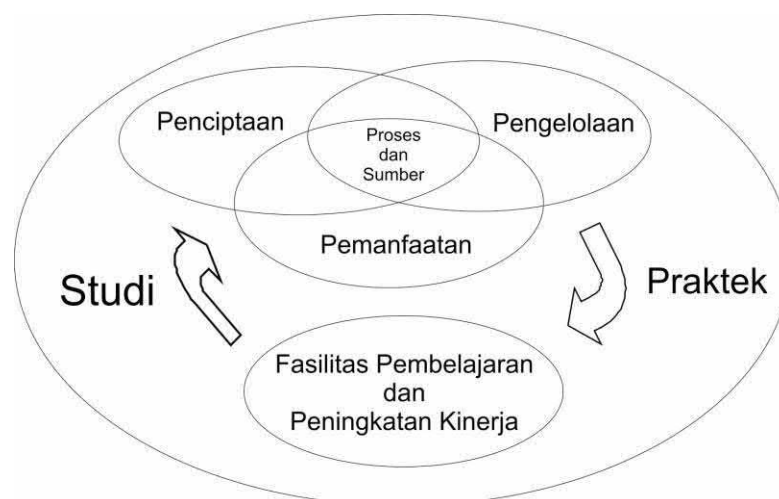 Penciptaan
Pengelolaan
Proses
dan
Sumber
Pemanfaatan
Studi
Praktek
Fasilitas Pembelajaran
dan
Peningkatan Kinerja